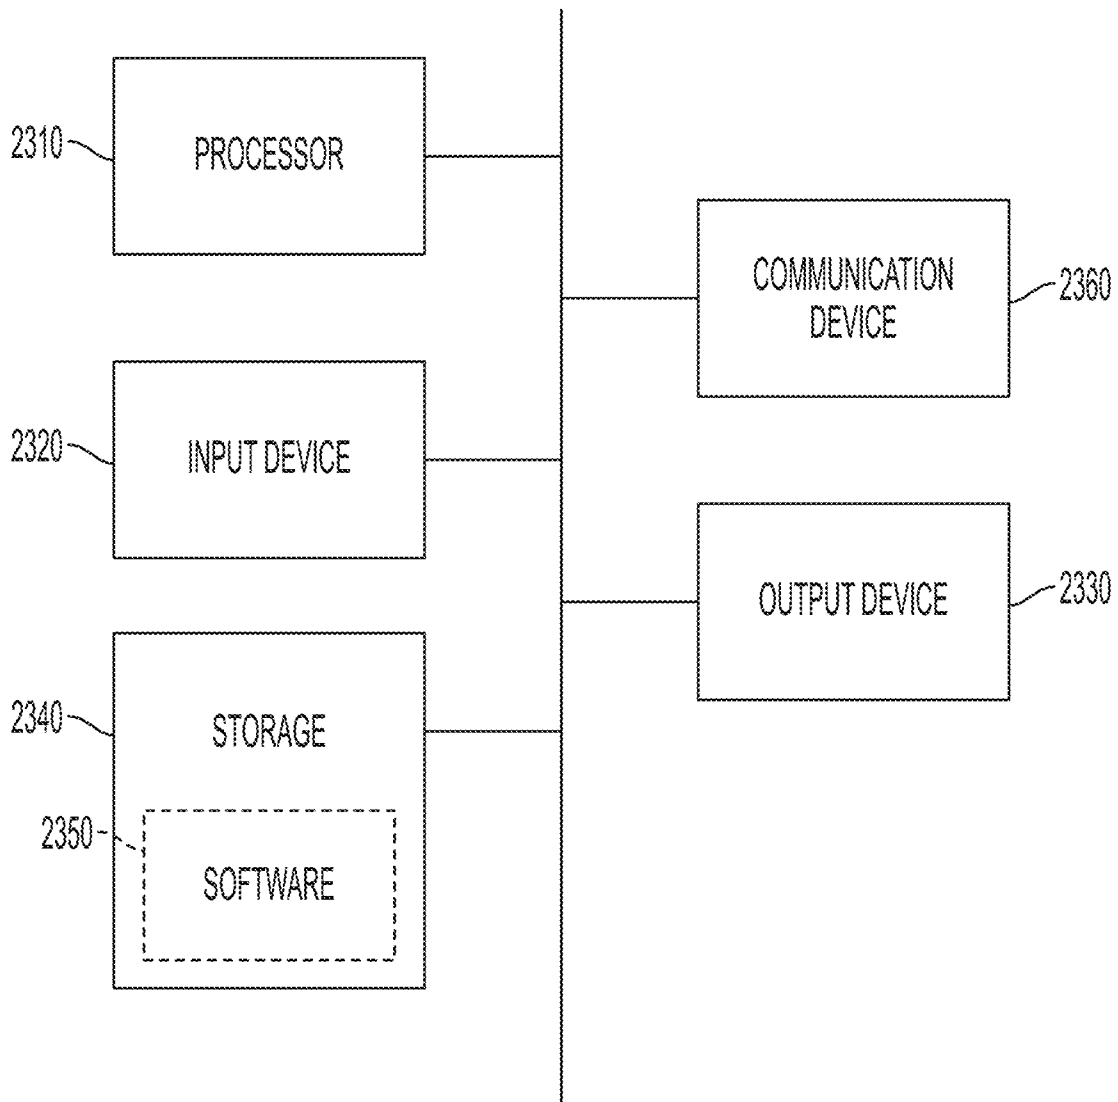 2310
PROCESSOR
COMMUNICATION
DEVICE
2360
2320
INPUT DEVICE
OUTPUT DEVICE
2330
2340
STORAGE
2350
SOFTWARE